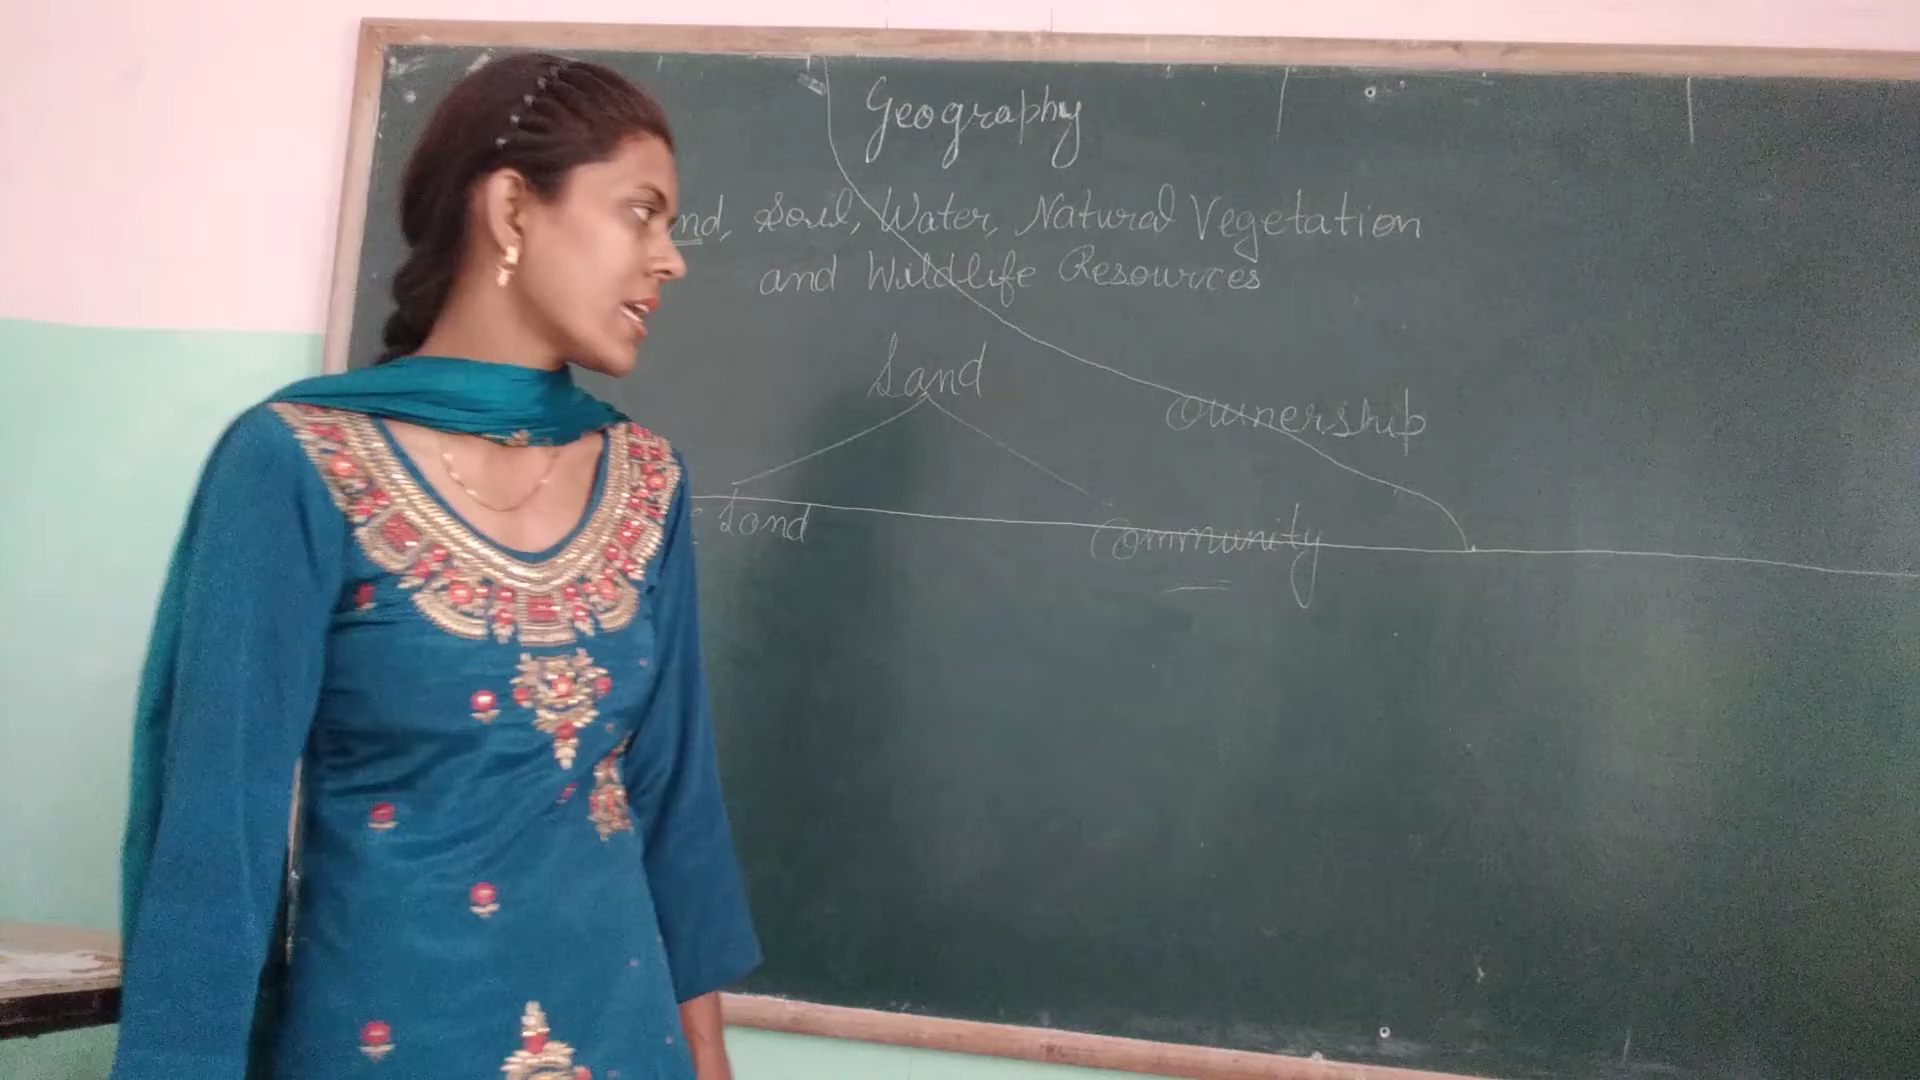 Geography
nd, Soil, Water, Natural Vegetation
and Wildlife Resources
Land
Ownership
Land
Community